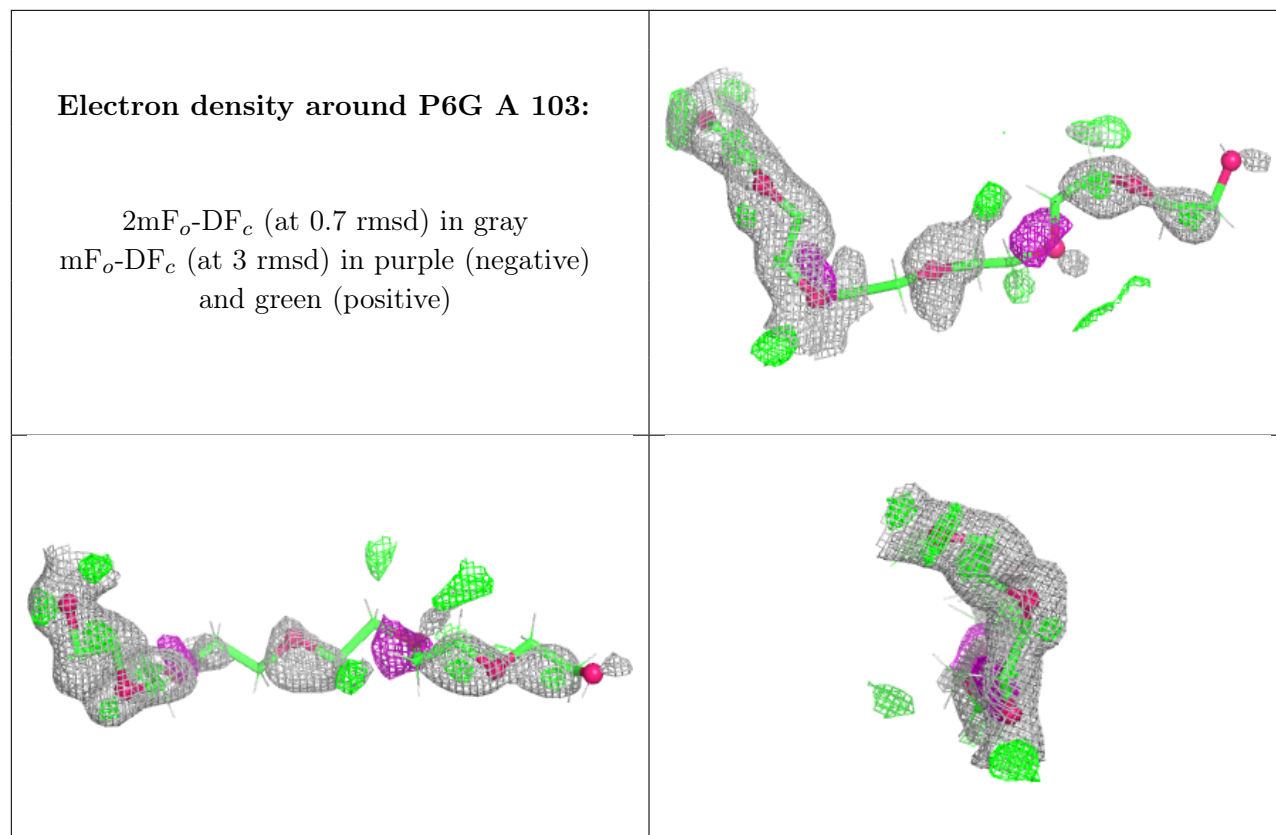 Electron density around P6G A 103:
2mFo-DFc (at 0.7 rmsd) in gray
mFo-DFc (at 3 rmsd) in purple (negative)
and green (positive)